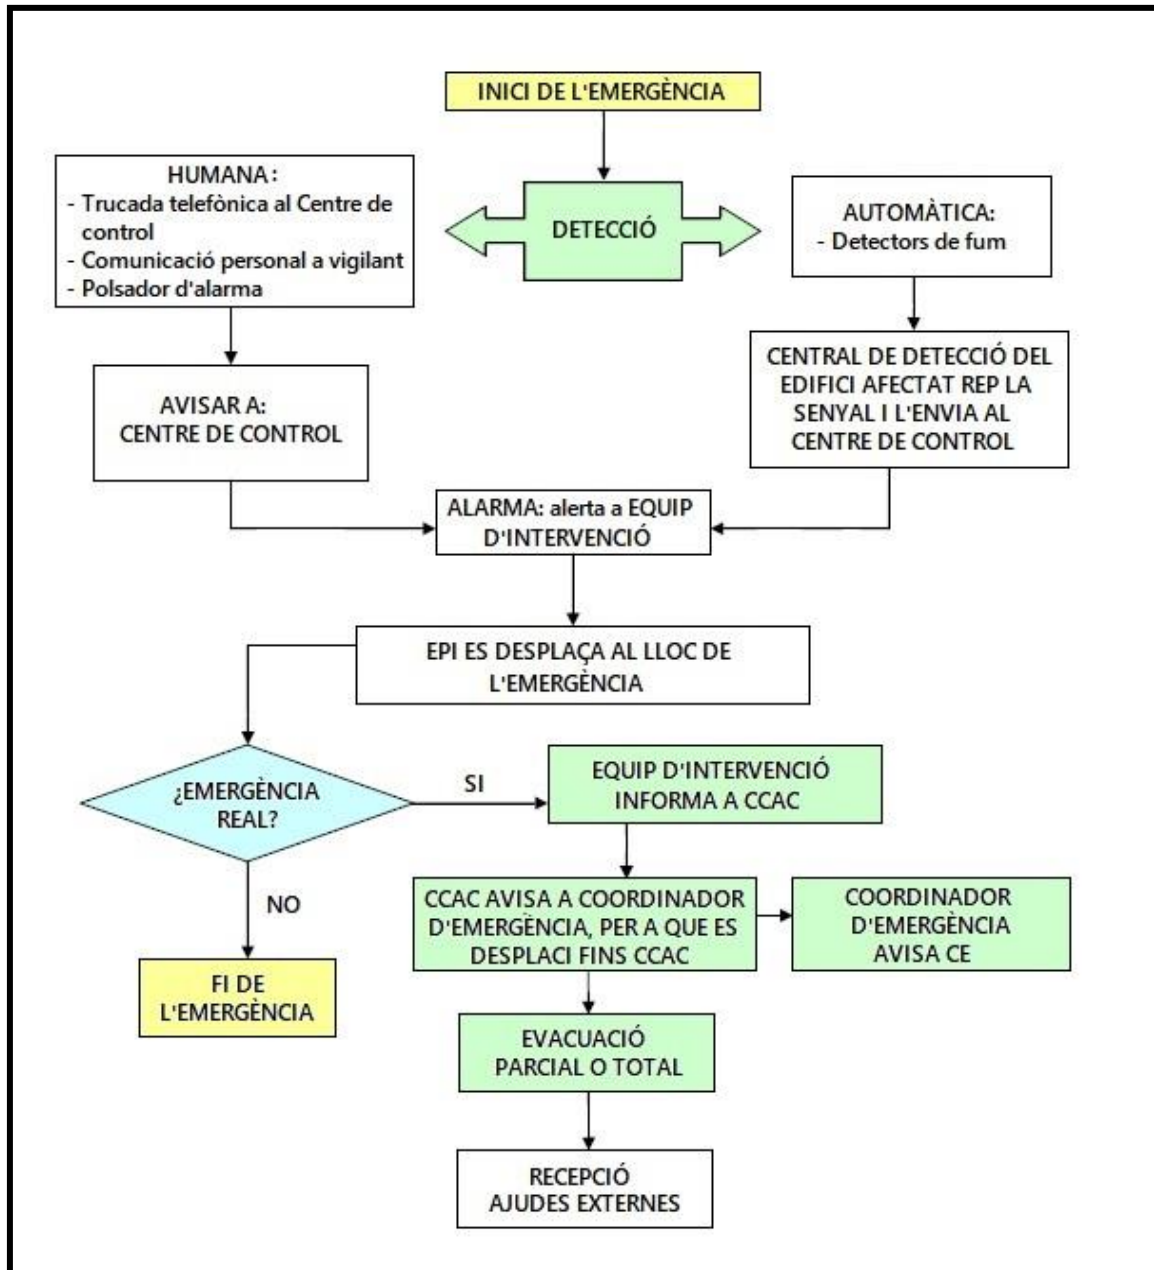 INICI DE L'EMERGÈNCIA
HUMANA:
- Trucada telefònica al Centre de
control
- Comunicació personal a vigilant
- Polsador d'alarma
DETECCIÓ
AUTOMÀTICA:
- Detectors de fum
AVISAR A:
CENTRE DE CONTROL
CENTRAL DE DETECCIÓ DEL
EDIFICI AFECTAT REP LA
SENYAL I L'ENVIA AL
CENTRE DE CONTROL
ALARMA: alerta a EQUIP
D'INTERVENCIÓ
EPI ES DESPLAÇA AL LLOC DE
L'EMERGÈNCIA
¿EMERGÈNCIA
REAL?
SI
EQUIP D'INTERVENCIÓ
INFORMA A CCAC
NO
CCAC AVISA A COORDINADOR
D'EMERGÈNCIA, PER A QUE ES
DESPLACI FINS CCAC
COORDINADOR
D'EMERGÈNCIA
AVISA CE
FI DE
L'EMERGÈNCIA
EVACUACIÓ
PARCIAL O TOTAL
RECEPCIÓ
AJUDES EXTERNES